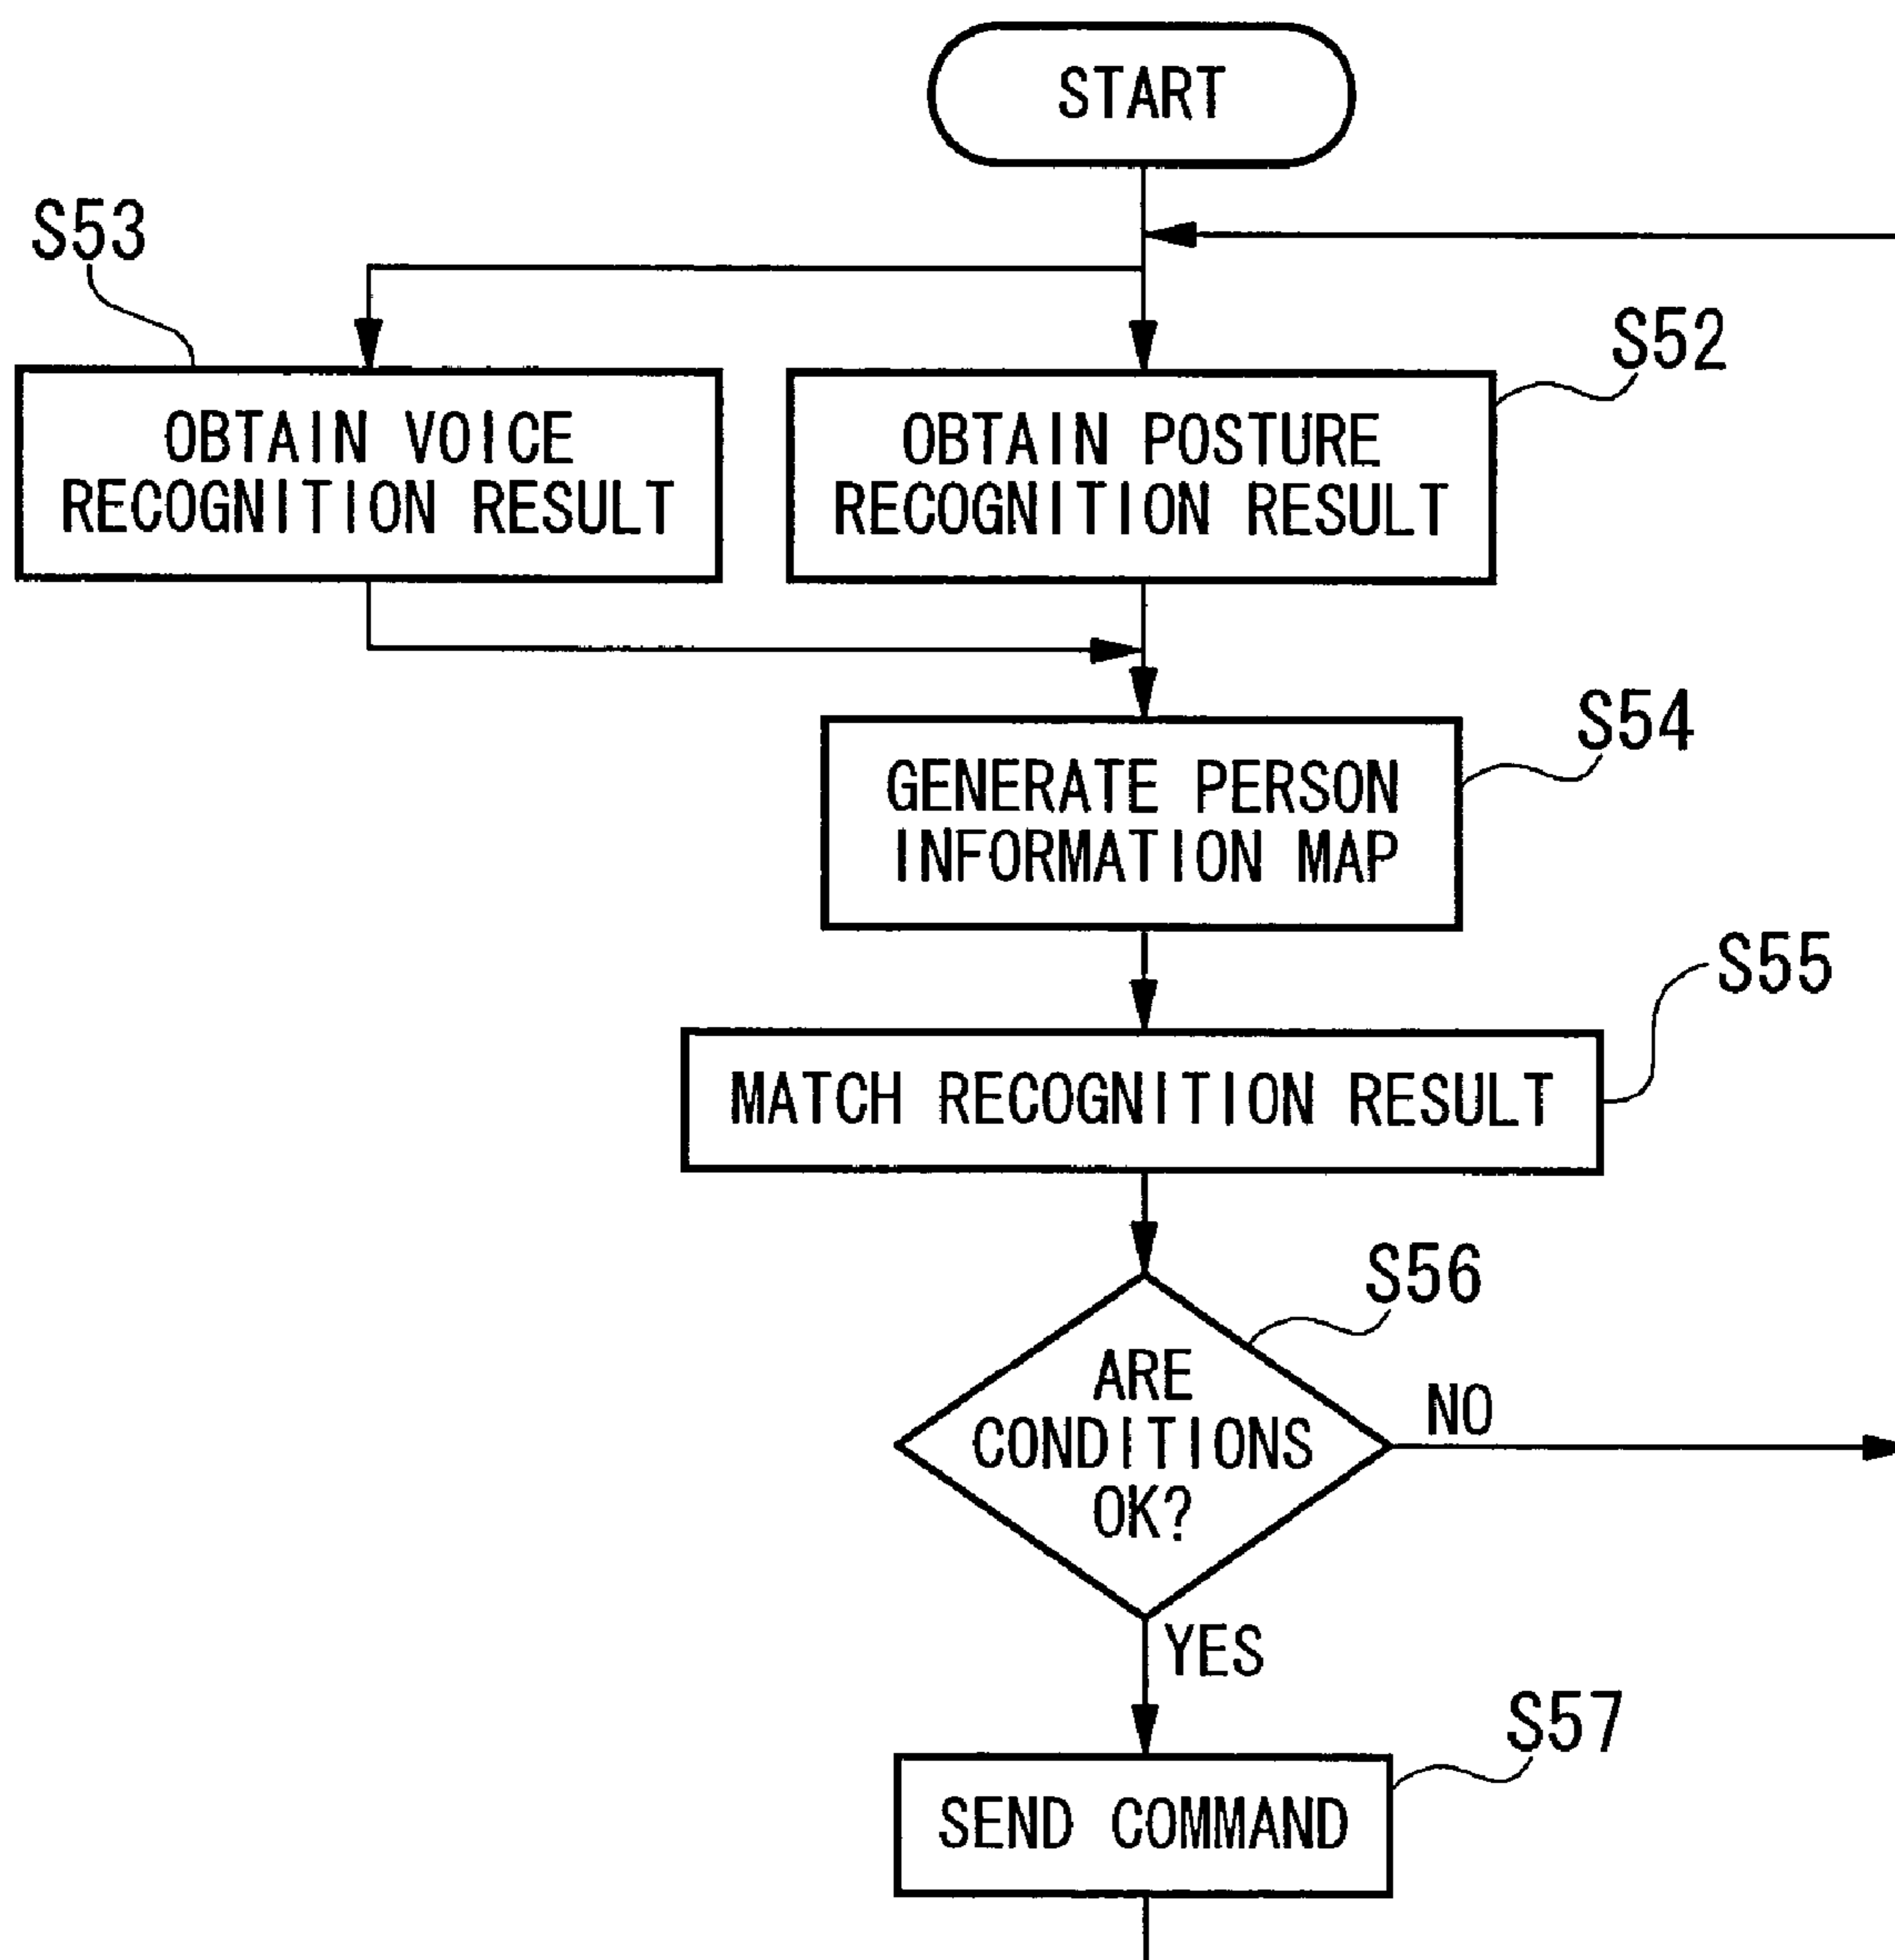 START
S53
S52
OBTAIN VOICE
RECOGNITION RESULT
OBTAIN POSTURE
RECOGNITION RESULT
S54
GENERATE PERSON
INFORMATION MAP
S55
MATCH RECOGNITION RESULT
S56
ARE
CONDITIONS
OK?
NO
YES
S57
SEND COMMAND